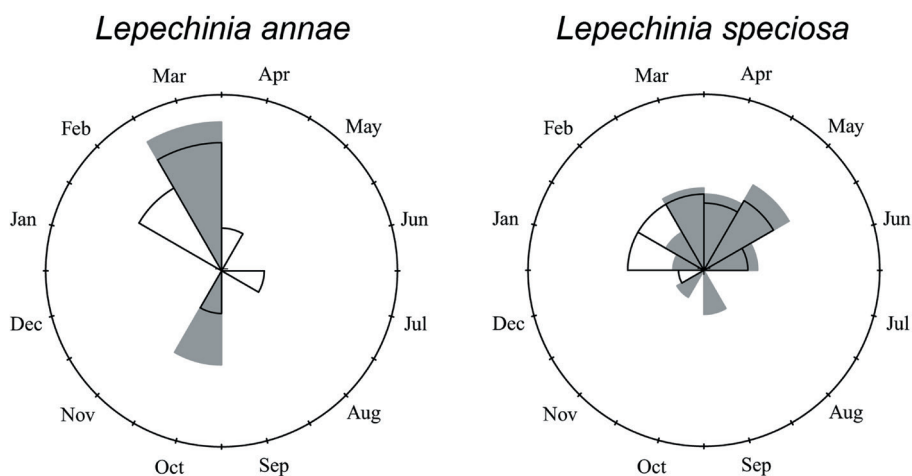 Lepechinia annae
Mar
Apr
Feb
May
Jan
Jun
Dec
Jul
Nov
Aug
Oct
Sep
Lepechinia speciosa
Mar
Apr
Feb
May
Jan
Jun
Dec
Jul
Nov
Aug
Oct
Sep